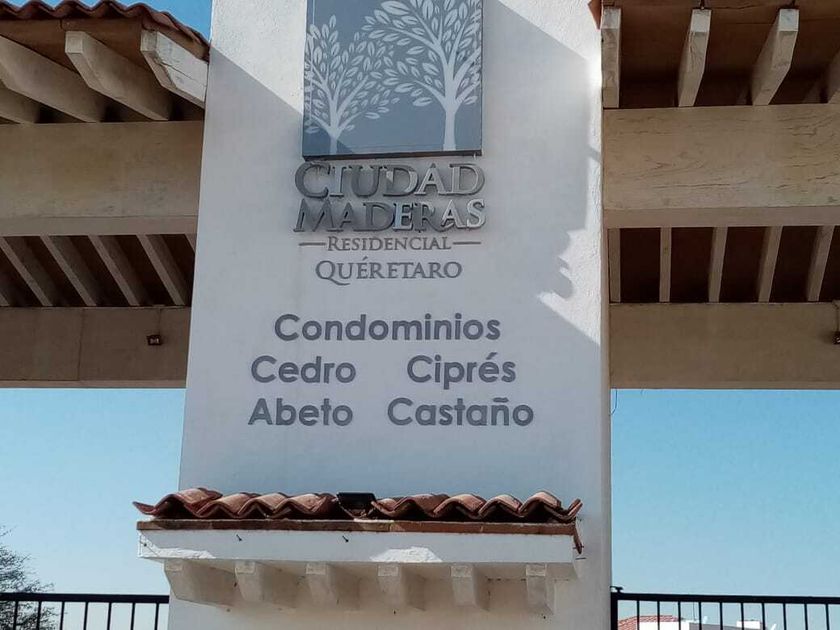 CIUDAD
MADERAS
RESIDENCIAL
QUÉRETARO
Condominios
Cedro Ciprés
Abeto Castaño